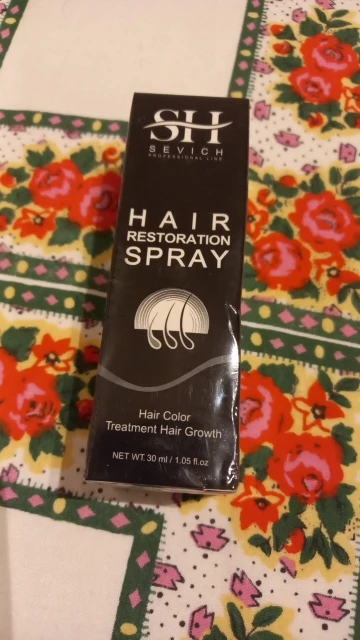 SH
SEVICH
PROFESSIONAL LINE
HAIR
RESTORATION
SPRAY
Hair Color
Treatment Hair Growth
NET WT. 30 ml / 1.05 fl.oz